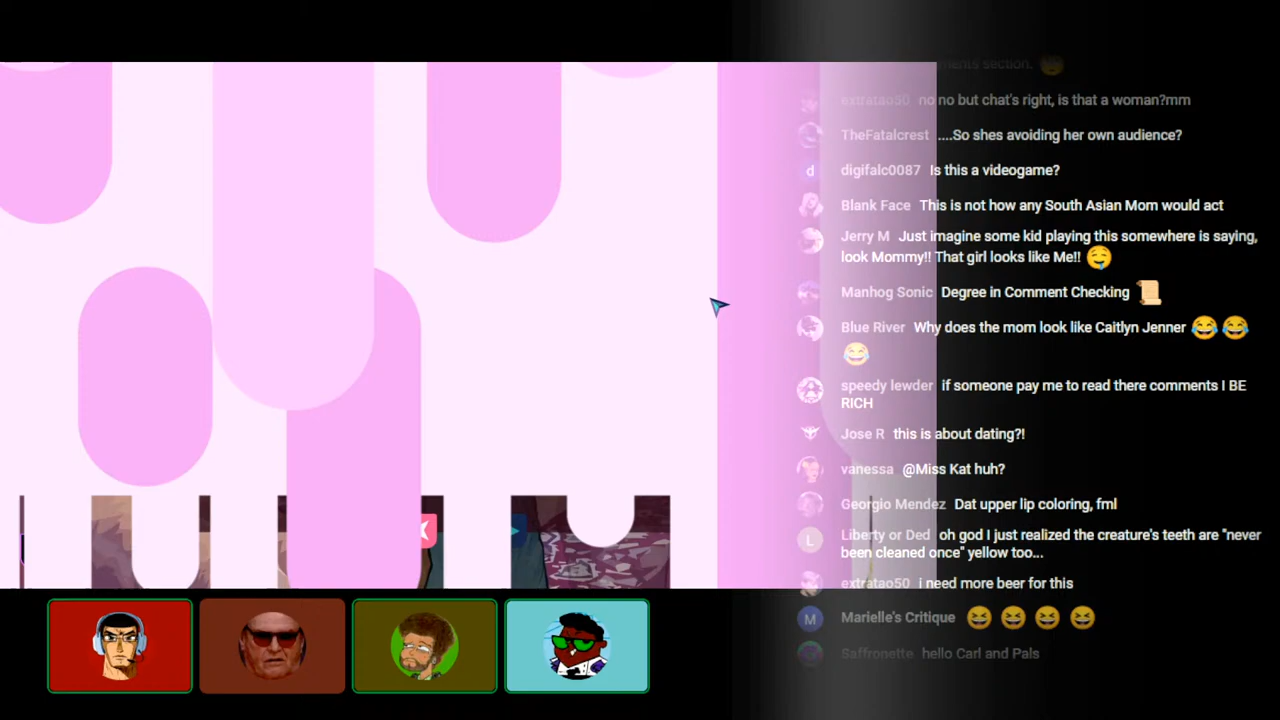 ments section.
extratao50 no no but chat's right, is that a woman?mm
TheFatalcrest ....So shes avoiding her own audience?
d digifalc0087 Is this a videogame?
Blank Face This is not how any South Asian Mom would act
Jerry M Just imagine some kid playing this somewhere is saying,
look Mommy!! That girl looks like Me!! 🤤
Manhog Sonic Degree in Comment Checking 📜
Blue River Why does the mom look like Caitlyn Jenner 😂 😂
😂
speedy lewder if someone pay me to read there comments I BE
RICH
Jose R this is about dating?!
vanessa @Miss Kat huh?
Georgio Mendez Dat upper lip coloring, fml
L Liberty or Ded oh god I just realized the creature's teeth are "never
been cleaned once" yellow too...
extratao50 i need more beer for this
M Marielle's Critique 😆 😆 😆 😆
Saffronette hello Carl and Pals